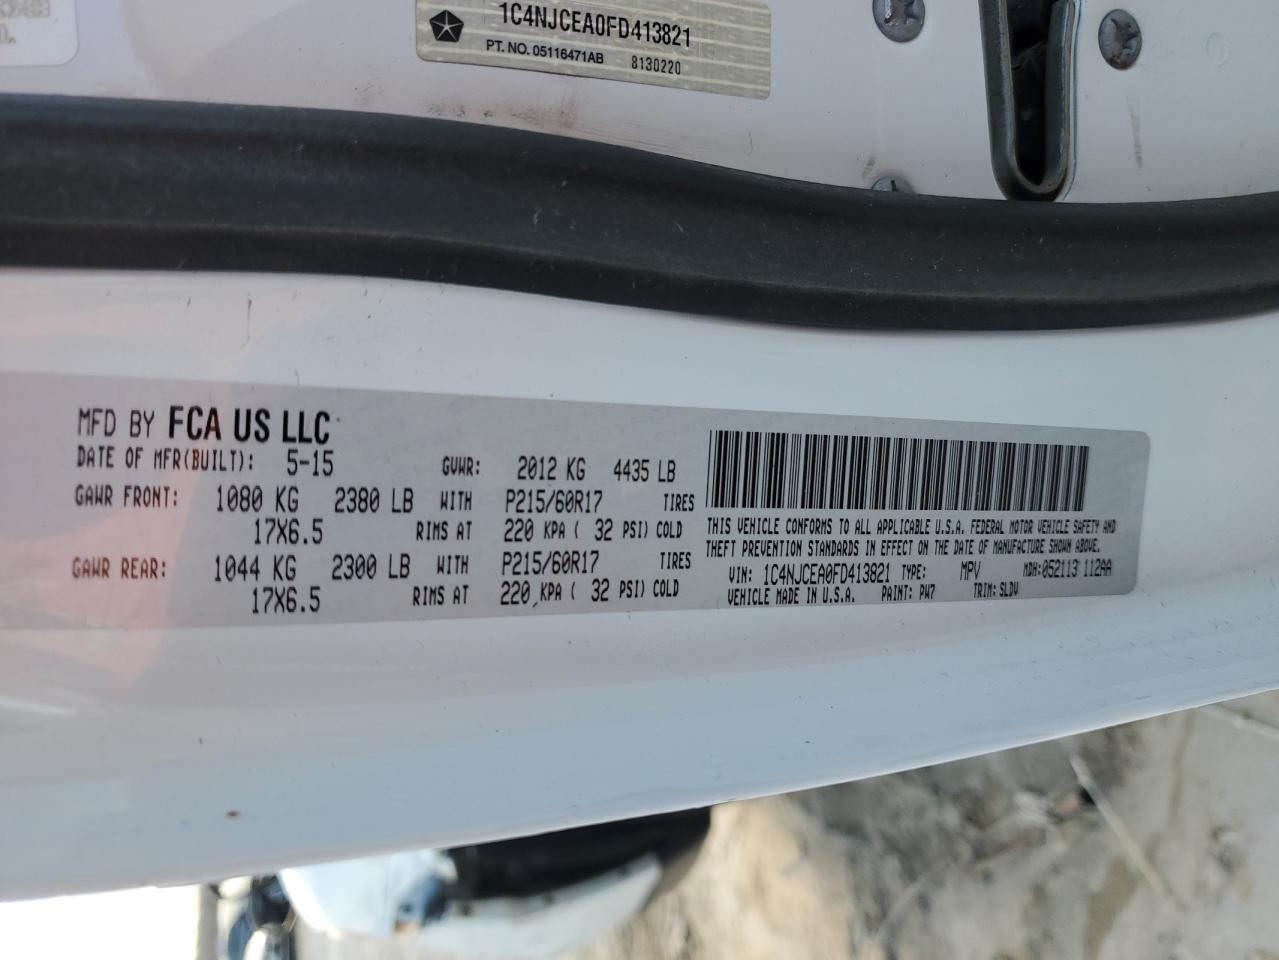 1C4NJCEA0FD413821
PT. NO. 05116471AB 8130220
MFD BY FCA US LLC
DATE OF MFR(BUILT): 5-15 GVWR: 2012 KG 4435 LB
GAWR FRONT: 1080 KG 2380 LB WITH P215/60R17 TIRES
17X6.5 RIMS AT 220 KPA ( 32 PSI) COLD
GAWR REAR: 1044 KG 2300 LB WITH P215/60R17 TIRES
17X6.5 RIMS AT 220 KPA ( 32 PSI) COLD
THIS VEHICLE CONFORMS TO ALL APPLICABLE U.S.A. FEDERAL MOTOR VEHICLE SAFETY AND
THEFT PREVENTION STANDARDS IN EFFECT ON THE DATE OF MANUFACTURE SHOWN ABOVE.
VIN: 1C4NJCEA0FD413821 TYPE: MPV MDH:052113 112AA
VEHICLE MADE IN U.S.A. PAINT: PW7 TRIM: SLDV